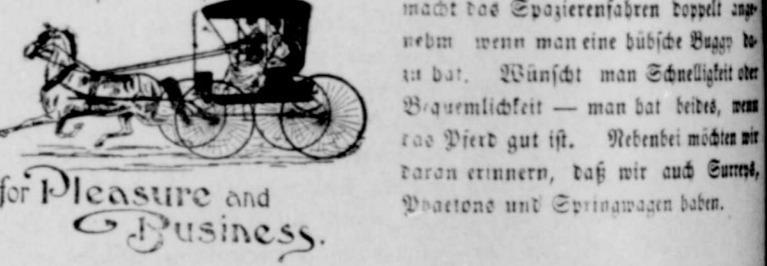 for Pleasure and
Business.
macht das Spazierenfahren doppelt ange-
nehm wenn man eine hübsche Buggy da-
zu hat. Wünscht man Schnelligkeit oder
Bequemlichkeit — man hat beides, wenn
das Pferd gut ist. Nebenbei möchten wir
daran erinnern, daß wir auch Surreys,
Phaetons und Springwagen haben.